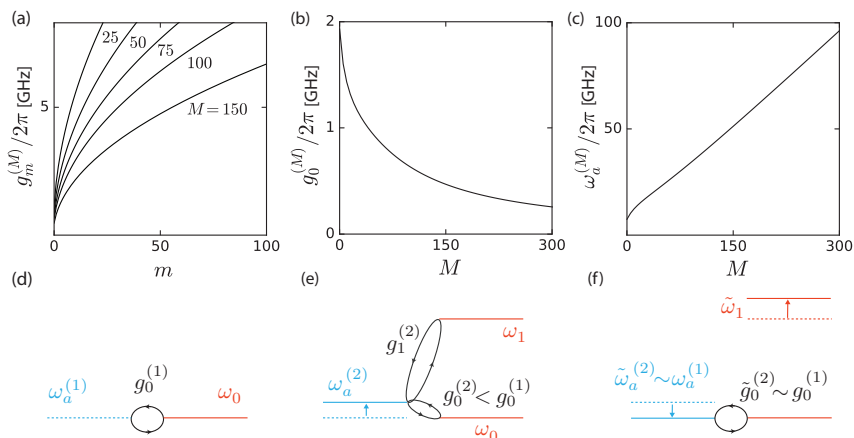 (a)
g_m^(M)/2π [GHz]
5
25
50
75
100
M=150
0
50
100
m
(b)
g_0^(M)/2π [GHz]
2
1
0
0
150
300
M
(c)
ω_a^(M)/2π [GHz]
100
50
0
150
300
M
(d)
g_0^(1)
ω_a^(1)
ω_0
(e)
g_1^(2)
ω_1
ω_a^(2)
g_0^(2)<g_0^(1)
ω_0
(f)
ω̃_1
ω̃_a^(2)~ω_a^(1)
g̃_0^(2)~g_0^(1)